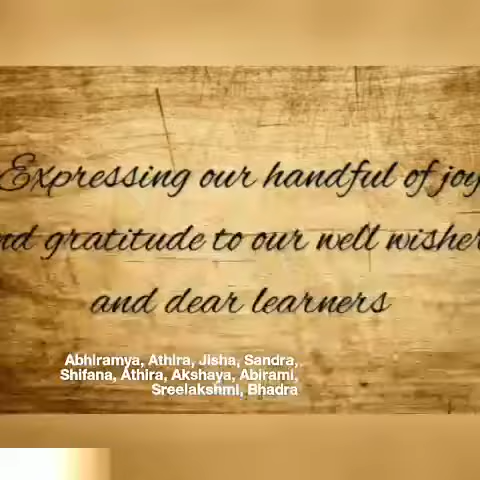 Expressing our handful of joy
nd gratitude to our well wisher
and dear learners
Abhiramya, Athira, Jisha, Sandra,
Shifana, Athira, Akshaya, Abirami,
Sreelakshmi, Bhadra